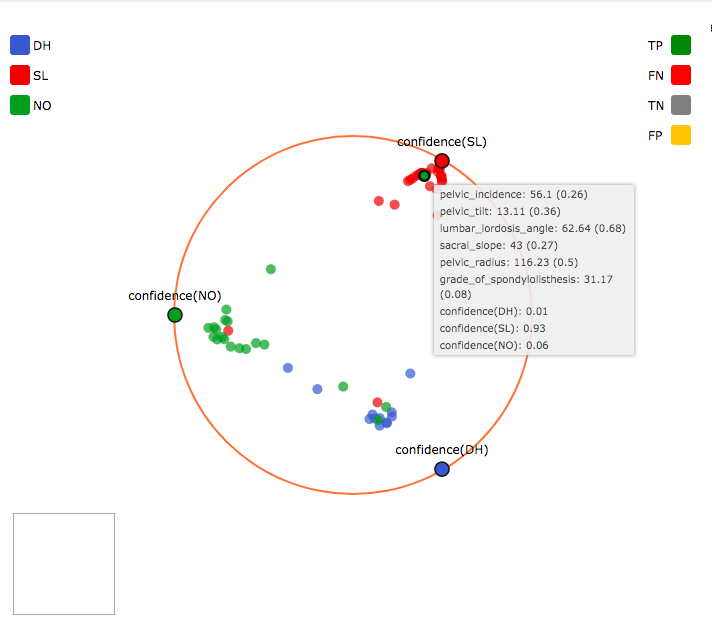 DH
SL
NO
TP
FN
TN
FP
confidence(SL)
pelvic_incidence: 56.1 (0.26)
pelvic_tilt: 13.11 (0.36)
lumbar_lordosis_angle: 62.64 (0.68)
sacral_slope: 43 (0.27)
pelvic_radius: 116.23 (0.5)
grade_of_spondylolisthesis: 31.17
(0.08)
confidence(DH): 0.01
confidence(SL): 0.93
confidence(NO): 0.06
confidence(NO)
confidence(DH)